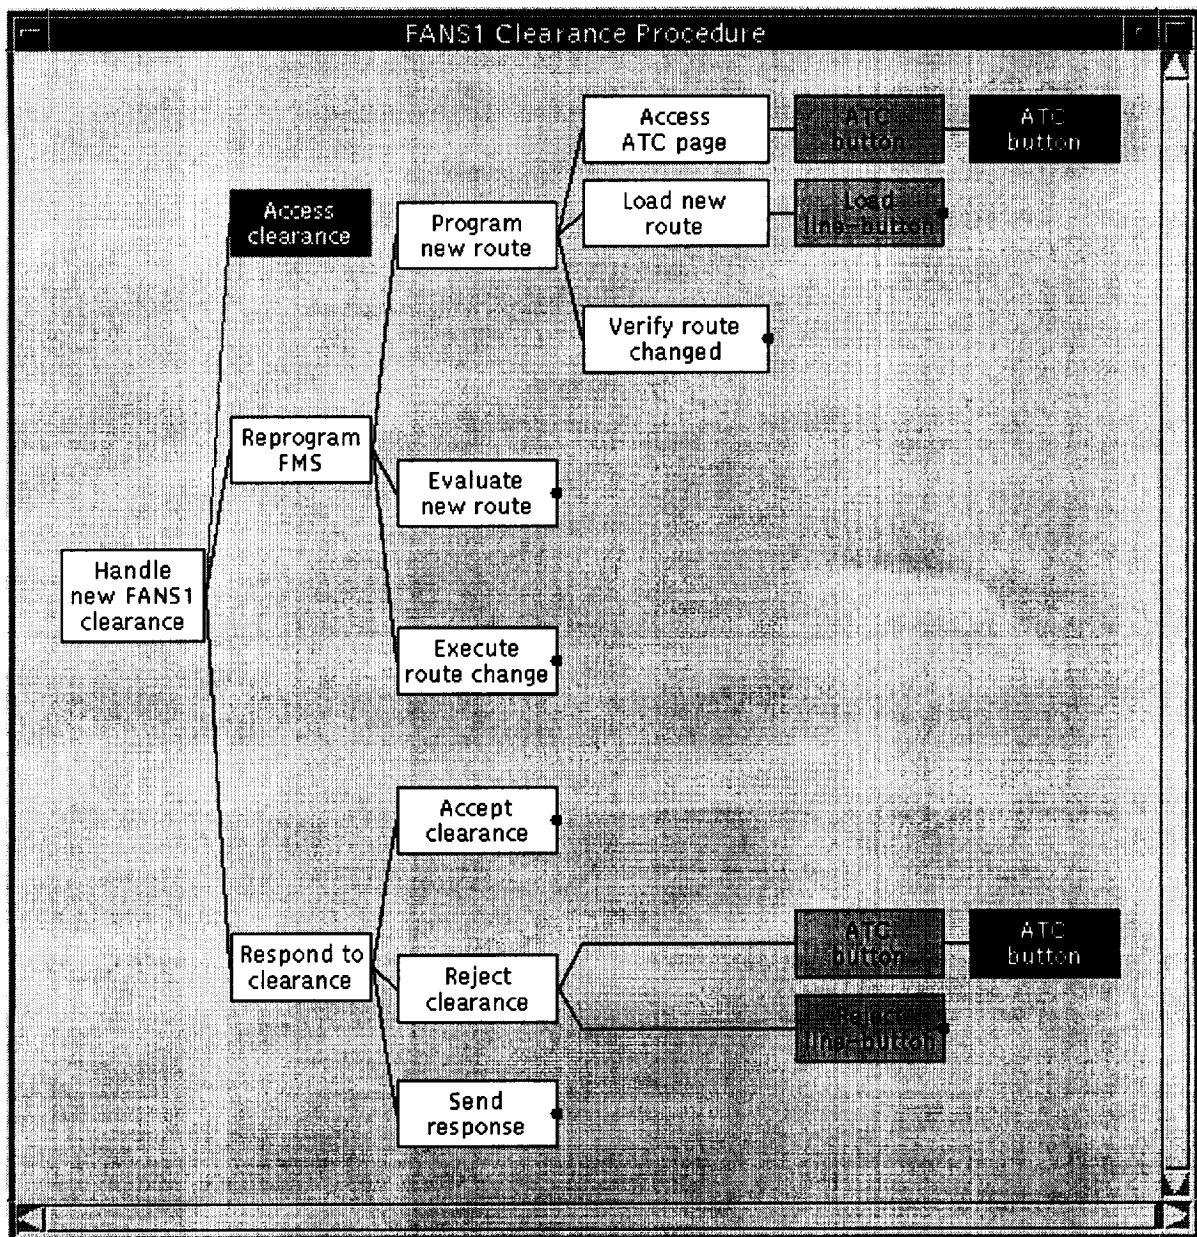 FANS1 Clearance Procedure
Access
ATC page
ATC
button
ATC
button
Access
clearance
Program
new route
Load new
route
Load
line-button
Verify route
changed
Reprogram
FMS
Evaluate
new route
Handle
new FANS1
clearance
Execute
route change
Accept
clearance
Respond to
clearance
Reject
clearance
ATC
button
ATC
button
Reject
line-button
Send
response